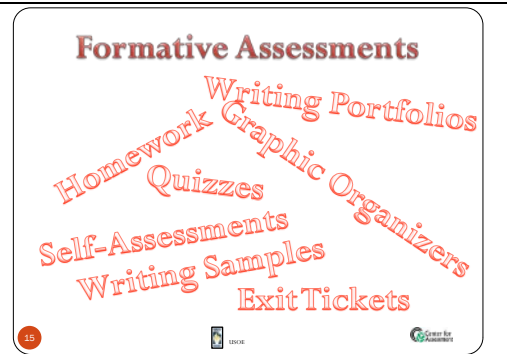 Formative Assessments
Writing Portfolios
Homework
Graphic Organizers
Quizzes
Self-Assessments
Writing Samples
Exit Tickets
15
USOE
Center for
Assessment